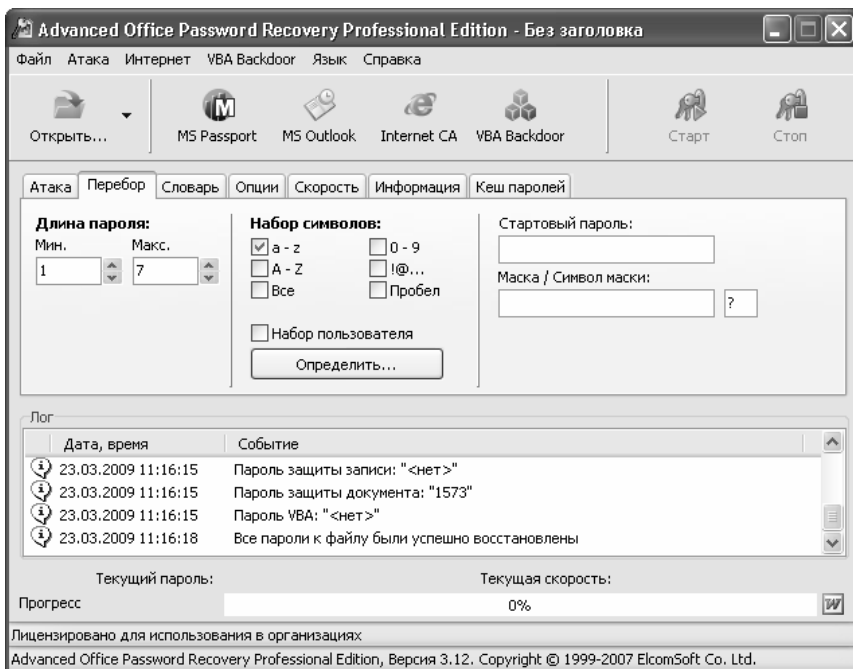 Advanced Office Password Recovery Professional Edition - Без заголовка
Файл Атака Интернет VBA Backdoor Язык Справка
Открыть... MS Passport MS Outlook Internet CA VBA Backdoor Старт Стоп
Атака Перебор Словарь Опции Скорость Информация Кеш паролей
Длина пароля: Набор символов: Стартовый пароль:
Мин. Макс. a - z 0 - 9
1 7 A - Z !@... Маска / Символ маски:
Все Пробел ?
Набор пользователя
Определить...
Лог
Дата, время Событие
23.03.2009 11:16:15 Пароль защиты записи: "<нет>"
23.03.2009 11:16:15 Пароль защиты документа: "1573"
23.03.2009 11:16:15 Пароль VBA: "<нет>"
23.03.2009 11:16:18 Все пароли к файлу были успешно восстановлены
Текущий пароль: Текущая скорость:
Прогресс 0%
Лицензировано для использования в организациях
Advanced Office Password Recovery Professional Edition, Версия 3.12. Copyright © 1999-2007 ElcomSoft Co. Ltd.